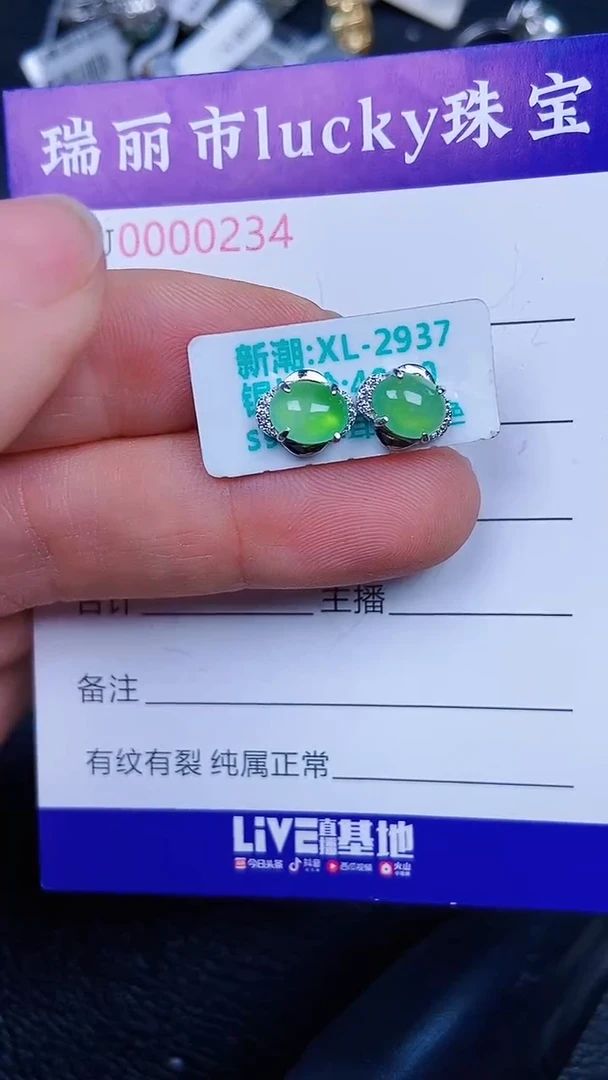 瑞丽市lucky珠宝
0000234
新潮:XL-2937
合计 主播
备注
有纹有裂 纯属正常
LiVE直播基地
今日头条 抖音 西瓜视频 火山